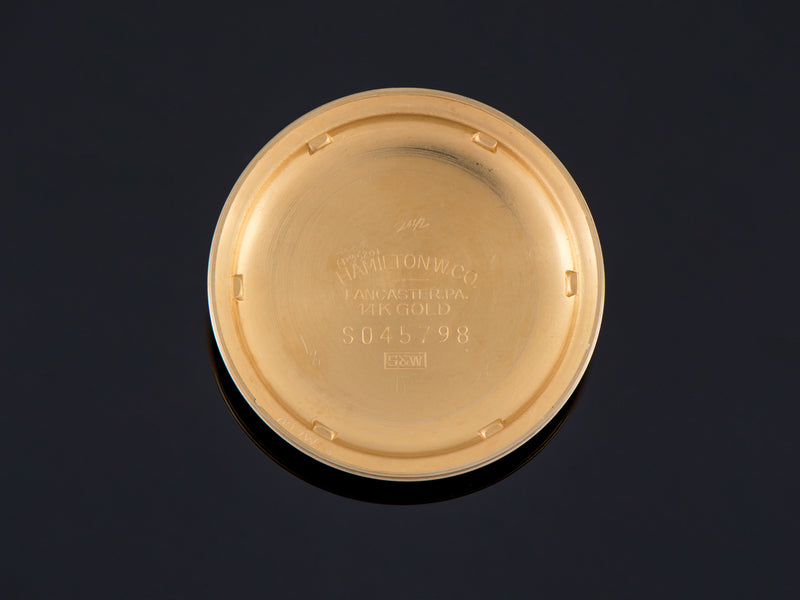 HAMILTON W. CO.
LANCASTER, PA.
14K GOLD
S045798
S&W